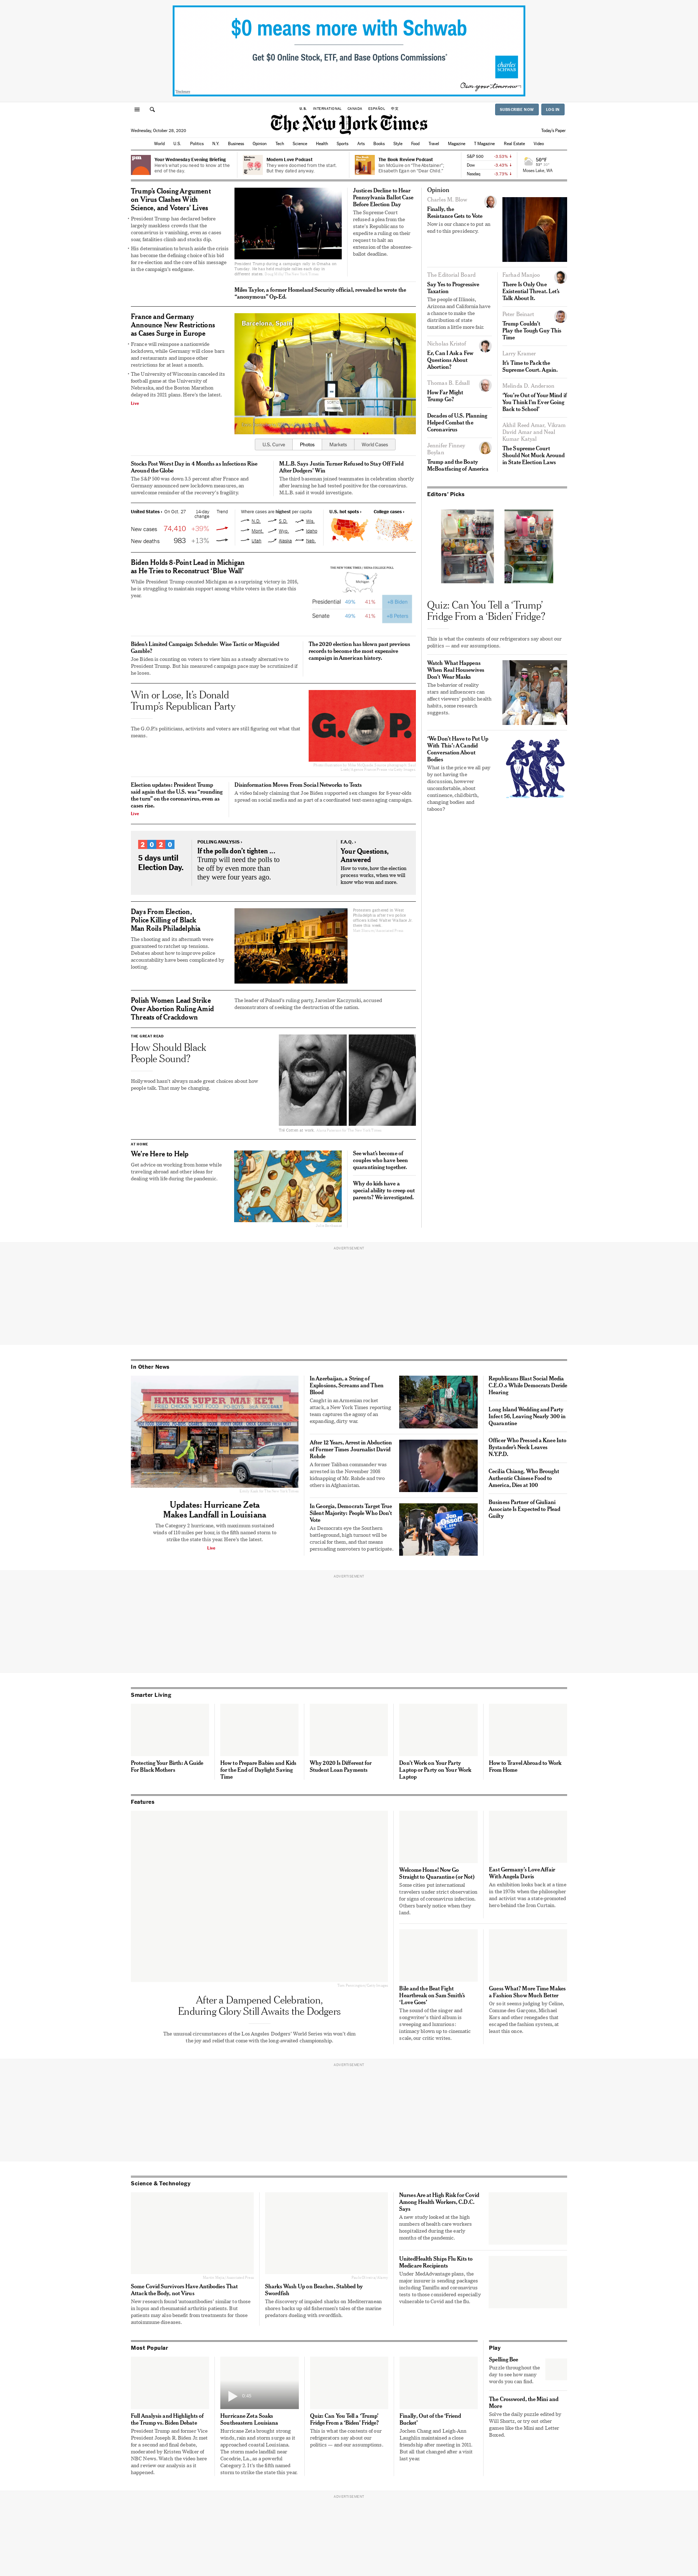 $0 means more with Schwab
Get $0 Online Stock, ETF, and Base Options Commissions*
charles
SCHWAB
Own your tomorrow
U.S. INTERNATIONAL CANADA ESPAÑOL 中文
SUBSCRIBE NOW LOG IN
The New York Times
Wednesday, October 28, 2020
Today's Paper
World U.S. Politics N.Y. Business Opinion Tech Science Health Sports Arts Books Style Food Travel Magazine T Magazine Real Estate Video
Your Wednesday Evening Briefing
Here's what you need to know at the
end of the day.
Modern Love Podcast
They were doomed from the start.
But they dated anyway.
The Book Review Podcast
S&P 500
Dow
Nasdaq
50°F
Moses Lake, WA
Trump's Closing Argument
on Virus Clashes With
Science, and Voters' Lives
President Trump has declared before
largely maskless crowds that the
coronavirus is vanishing, even as cases
soar, fatalities climb and stocks dip.
His determination to brush aside the crisis
has become the defining choice of his bid
for re-election and the core of his message
in the campaign's endgame.
Justices Decline to Hear
Pennsylvania Ballot Case
Before Election Day
The Supreme Court
refused a plea from the
state's Republicans to
expedite a ruling on their
request to halt an
extension of the absentee-
ballot deadline.
Miles Taylor, a former Homeland Security official, revealed he wrote the
"anonymous" Op-Ed.
France and Germany
Announce New Restrictions
as Cases Surge in Europe
France will reimpose a nationwide
lockdown, while Germany will close bars
and restaurants and impose other
restrictions for at least a month.
The University of Wisconsin canceled its
football game at the University of
Nebraska, and the Boston Marathon
delayed its 2021 plans. Here's the latest.
Live
Barcelona, Spain
U.S. Curve Photos Markets World Cases
Stocks Post Worst Day in 4 Months as Infections Rise
Around the Globe
The S&P 500 was down 3.5 percent after France and
Germany announced new lockdown measures, an
unwelcome reminder of the recovery's fragility.
M.L.B. Says Justin Turner Refused to Stay Off Field
After Dodgers' Win
The third baseman joined teammates in celebration shortly
after learning he had tested positive for the coronavirus.
M.L.B. said it would investigate.
United States › On Oct. 27 14-day
change Trend
New cases 74,410 +39%
New deaths 983 +13%
Where cases are highest per capita
N.D. S.D. Wis.
Mont. Wyo. Idaho
Utah Alaska Neb.
U.S. hot spots › College cases ›
Biden Holds 8-Point Lead in Michigan
as He Tries to Reconstruct 'Blue Wall'
While President Trump counted Michigan as a surprising victory in 2016,
he is struggling to maintain support among white voters in the state this
year.
THE NEW YORK TIMES / SIENA COLLEGE POLL
Michigan
Presidential 49% 41% +8 Biden
Senate 49% 41% +8 Peters
Biden's Limited Campaign Schedule: Wise Tactic or Misguided
Gamble?
Joe Biden is counting on voters to view him as a steady alternative to
President Trump. But his measured campaign pace may be scrutinized if
he loses.
The 2020 election has blown past previous
records to become the most expensive
campaign in American history.
Win or Lose, It's Donald
Trump's Republican Party
The G.O.P.'s politicians, activists and voters are still figuring out what that
means.
G.O.P.
Election updates: President Trump
said again that the U.S. was "rounding
the turn" on the coronavirus, even as
cases rise.
Live
Disinformation Moves From Social Networks to Texts
A video falsely claiming that Joe Biden supported sex changes for 8-year-olds
spread on social media and as part of a coordinated text-messaging campaign.
2020
5 days until
Election Day.
POLLING ANALYSIS ›
If the polls don't tighten ...
Trump will need the polls to
be off by even more than
they were four years ago.
F.A.Q. ›
Your Questions,
Answered
How to vote, how the election
process works, when we will
know who won and more.
Days From Election,
Police Killing of Black
Man Roils Philadelphia
The shooting and its aftermath were
guaranteed to ratchet up tensions.
Debates about how to improve police
accountability have been complicated by
looting.
Polish Women Lead Strike
Over Abortion Ruling Amid
Threats of Crackdown
The leader of Poland's ruling party, Jaroslaw Kaczynski, accused
demonstrators of seeking the destruction of the nation.
THE GREAT READ
How Should Black
People Sound?
Hollywood hasn't always made great choices about how
people talk. That may be changing.
AT HOME
We're Here to Help
Get advice on working from home while
traveling abroad and other ideas for
dealing with life during the pandemic.
See what's become of
couples who have been
quarantining together.
Why do kids have a
special ability to creep out
parents? We investigated.
Opinion
Charles M. Blow
Finally, the
Resistance Gets to Vote
Now is our chance to put an
end to this presidency.
The Editorial Board
Say Yes to Progressive
Taxation
The people of Illinois,
Arizona and California have
a chance to make the
distribution of state
taxation a little more fair.
Farhad Manjoo
There Is Only One
Existential Threat. Let's
Talk About It.
Peter Beinart
Trump Couldn't
Play the Tough Guy This
Time
Nicholas Kristof
Er, Can I Ask a Few
Questions About
Abortion?
Larry Kramer
It's Time to Pack the
Supreme Court. Again.
Thomas B. Edsall
How Far Might
Trump Go?
Melinda D. Anderson
'You're Out of Your Mind if
You Think I'm Ever Going
Back to School'
Decades of U.S. Planning
Helped Combat the
Coronavirus
Akhil Reed Amar, Vikram
David Amar and Neal
Kumar Katyal
The Supreme Court
Should Not Muck Around
in State Election Laws
Jennifer Finney
Boylan
Trump and the Boaty
McBoatfacing of America
Editors' Picks
Quiz: Can You Tell a 'Trump'
Fridge From a 'Biden' Fridge?
This is what the contents of our refrigerators say about our
politics — and our assumptions.
Watch What Happens
When Real Housewives
Don't Wear Masks
The behavior of reality
stars and influencers can
affect viewers' public health
habits, some research
suggests.
'We Don't Have to Put Up
With This': A Candid
Conversation About
Bodies
What is the price we all pay
by not having the
discussion, however
uncomfortable, about
continence, childbirth,
changing bodies and
taboos?
ADVERTISEMENT
In Other News
HANKS SUPER MARKET
Updates: Hurricane Zeta
Makes Landfall in Louisiana
The Category 2 hurricane, with maximum sustained
winds of 110 miles per hour, is the fifth named storm to
strike the state this year. Here's the latest.
Live
In Azerbaijan, a String of
Explosions, Screams and Then
Blood
Caught in an Armenian rocket
attack, a New York Times reporting
team captures the agony of an
expanding, dirty war.
After 12 Years, Arrest in Abduction
of Former Times Journalist David
Rohde
A former Taliban commander was
arrested in the November 2008
kidnapping of Mr. Rohde and two
others in Afghanistan.
In Georgia, Democrats Target True
Silent Majority: People Who Don't
Vote
As Democrats eye the Southern
battleground, high turnout will be
crucial for them, and that means
persuading nonvoters to participate.
Republicans Blast Social Media
C.E.O.s While Democrats Deride
Hearing
Long Island Wedding and Party
Infect 56, Leaving Nearly 300 in
Quarantine
Officer Who Pressed a Knee Into
Bystander's Neck Leaves
N.Y.P.D.
Cecilia Chiang, Who Brought
Authentic Chinese Food to
America, Dies at 100
Business Partner of Giuliani
Associate Is Expected to Plead
Guilty
ADVERTISEMENT
Smarter Living
Protecting Your Birth: A Guide
For Black Mothers
How to Prepare Babies and Kids
for the End of Daylight Saving
Time
Why 2020 Is Different for
Student Loan Payments
Don't Work on Your Party
Laptop or Party on Your Work
Laptop
How to Travel Abroad to Work
From Home
Features
After a Dampened Celebration,
Enduring Glory Still Awaits the Dodgers
The unusual circumstances of the Los Angeles Dodgers' World Series win won't dim
the joy and relief that come with the long-awaited championship.
Welcome Home! Now Go
Straight to Quarantine (or Not)
Some cities put international
travelers under strict observation
for signs of coronavirus infection.
Others barely notice when they
land.
East Germany's Love Affair
With Angela Davis
An exhibition looks back at a time
in the 1970s when the philosopher
and activist was a state-promoted
hero behind the Iron Curtain.
Bile and the Beat Fight
Heartbreak on Sam Smith's
'Love Goes'
The sound of the singer and
songwriter's third album is
sweeping and luxurious:
intimacy blown up to cinematic
scale, our critic writes.
Guess What? More Time Makes
a Fashion Show Much Better
Or so it seems judging by Celine,
Comme des Garçons, Michael
Kors and other renegades that
escaped the fashion system, at
least this once.
ADVERTISEMENT
Science & Technology
Some Covid Survivors Have Antibodies That
Attack the Body, not Virus
New research found 'autoantibodies' similar to those
in lupus and rheumatoid arthritis patients. But
patients may also benefit from treatments for those
autoimmune diseases.
Sharks Wash Up on Beaches, Stabbed by
Swordfish
The discovery of impaled sharks on Mediterranean
shores backs up old fishermen's tales of the marine
predators dueling with swordfish.
Nurses Are at High Risk for Covid
Among Health Workers, C.D.C.
Says
A new study looked at the high
numbers of health care workers
hospitalized during the early
months of the pandemic.
UnitedHealth Ships Flu Kits to
Medicare Recipients
Under MedAdvantage plans, the
major insurer is sending packages
including Tamiflu and coronavirus
tests to those considered especially
vulnerable to Covid and the flu.
Most Popular
Full Analysis and Highlights of
the Trump vs. Biden Debate
President Trump and former Vice
President Joseph R. Biden Jr. met
for a second and final debate,
moderated by Kristen Welker of
NBC News. Watch the video here
and review our analysis as it
happened.
Hurricane Zeta Soaks
Southeastern Louisiana
Hurricane Zeta brought strong
winds, rain and storm surge as it
approached coastal Louisiana.
The storm made landfall near
Cocodrie, La., as a powerful
Category 2. It's the fifth named
storm to strike the state this year.
Quiz: Can You Tell a 'Trump'
Fridge From a 'Biden' Fridge?
This is what the contents of our
refrigerators say about our
politics — and our assumptions.
Finally, Out of the 'Friend
Bucket'
Jochen Chang and Leigh-Ann
Laughlin maintained a close
friendship after meeting in 2011.
But all that changed after a visit
last year.
Play
Spelling Bee
Puzzle throughout the
day to see how many
words you can find.
The Crossword, the Mini and
More
Solve the daily puzzle edited by
Will Shortz, or try out other
games like the Mini and Letter
Boxed.
ADVERTISEMENT